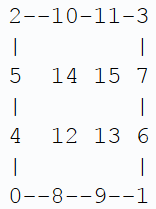 2--10-11-3
|        |
5  14 15 7
|        |
4  12 13 6
|        |
0--8--9--1